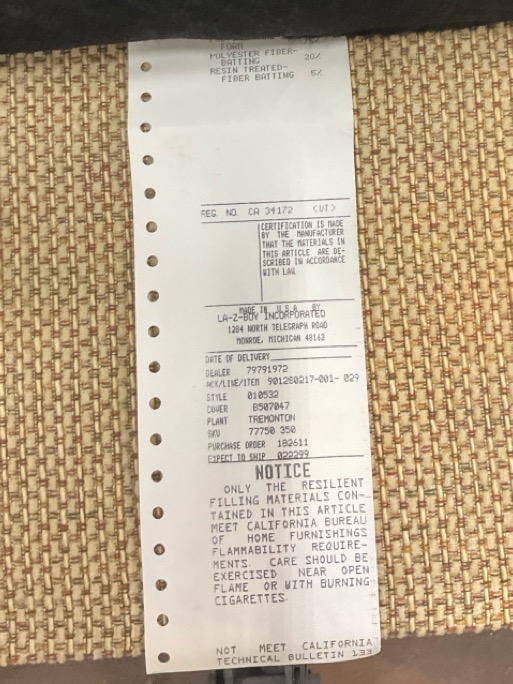 FOAM
POLYESTER FIBER-
BATTING 20%
RESIN TREATED-
FIBER BATTING 5%
REG. NO. CA 34172 (UT)
CERTIFICATION IS MADE
BY THE MANUFACTURER
THAT THE MATERIALS IN
THIS ARTICLE ARE DE-
SCRIBED IN ACCORDANCE
WITH LAW
MADE IN U.S.A. BY
LA-Z-BOY INCORPORATED
1284 NORTH TELEGRAPH ROAD
MONROE, MICHIGAN 48162
DATE OF DELIVERY
DEALER 79791972
ACK/LINE/ITEM 901280217-001- 029
STYLE 010532
COVER B507047
PLANT TREMONTON
SKU 77750 350
PURCHASE ORDER 182611
EXPECT TO SHIP 022299
NOTICE
ONLY THE RESILIENT
FILLING MATERIALS CON-
TAINED IN THIS ARTICLE
MEET CALIFORNIA BUREAU
OF HOME FURNISHINGS
FLAMMABILITY REQUIRE-
MENTS. CARE SHOULD BE
EXERCISED NEAR OPEN
FLAME OR WITH BURNING
CIGARETTES.
NOT MEET CALIFORNIA
TECHNICAL BULLETIN 133